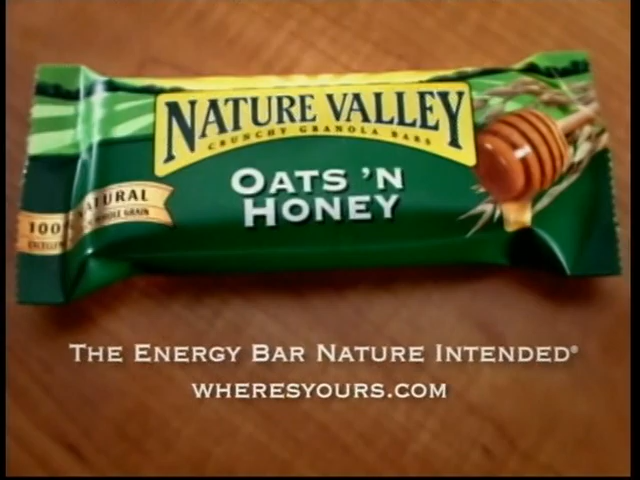 NATURE VALLEY
CRUNCHY GRANOLA BARS
OATS 'N
HONEY
100
NATURAL
WHOLE GRAIN
THE ENERGY BAR NATURE INTENDED®
WHERESYOURS.COM